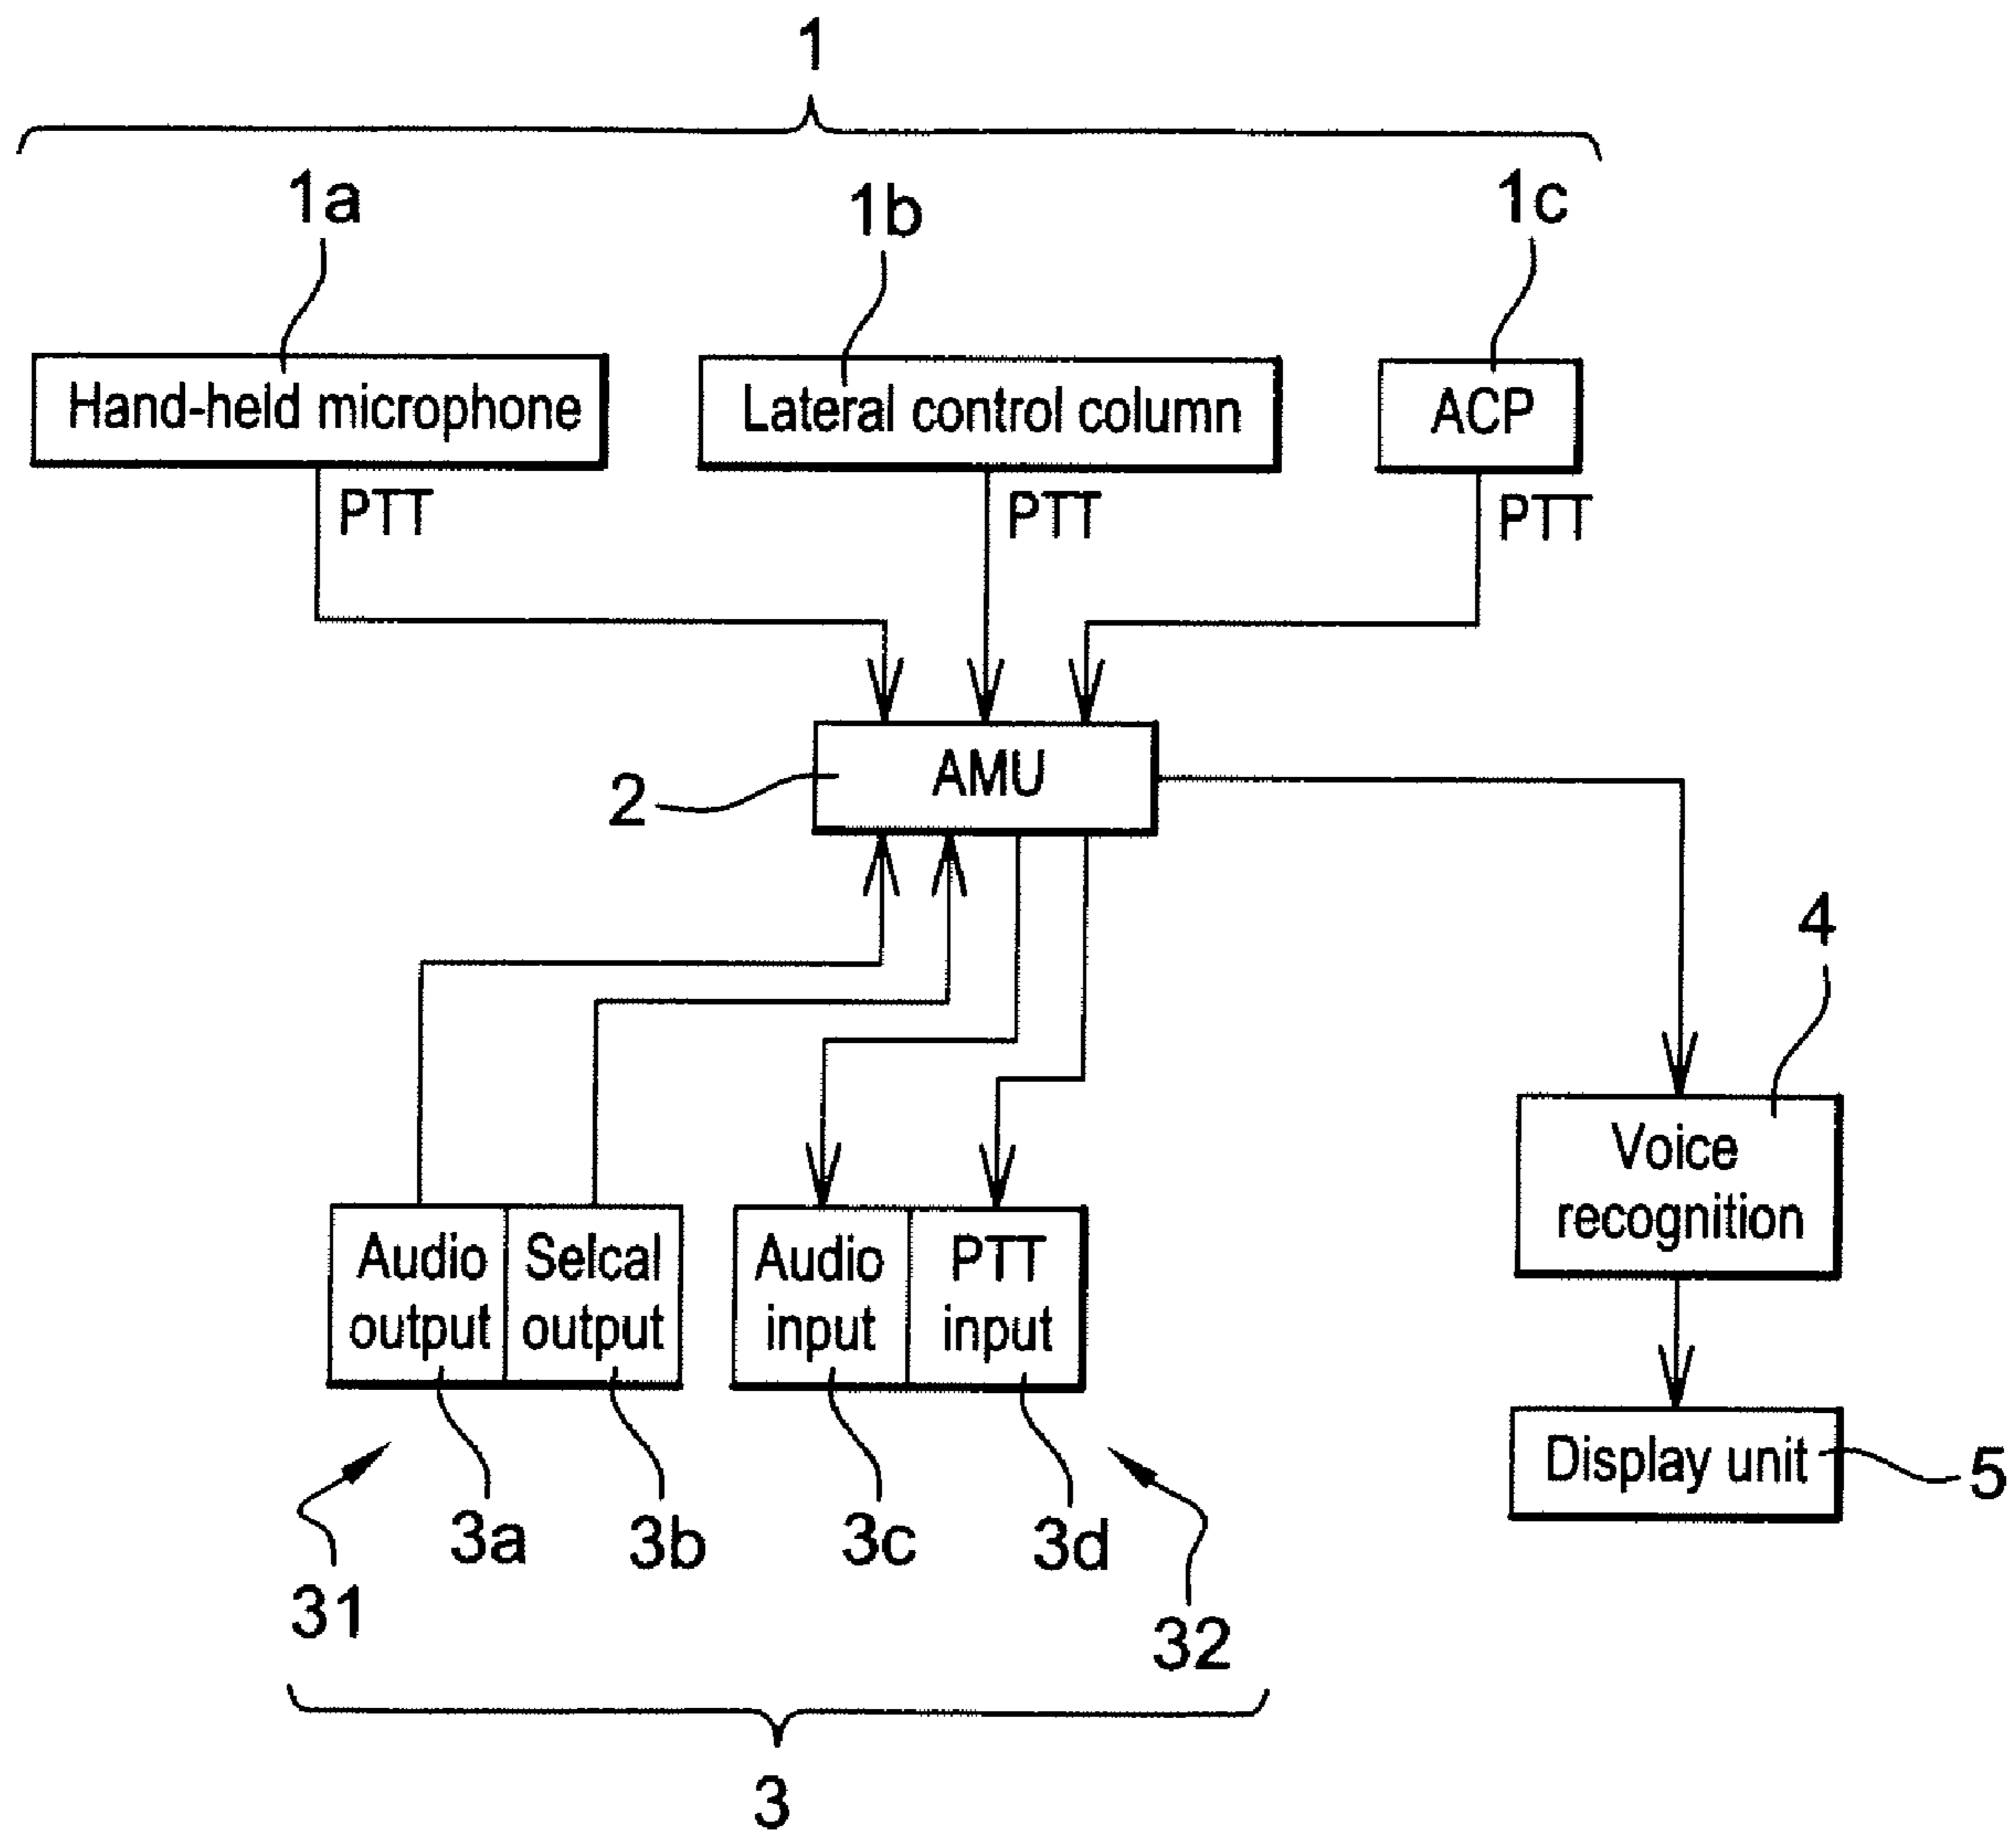 1
1a
1b
1c
Hand-held microphone
Lateral control column
ACP
PTT
PTT
PTT
AMU
2
4
Voice
recognition
Audio
output
Selcal
output
Audio
input
PTT
input
Display unit
5
3a
3b
3c
3d
31
32
3